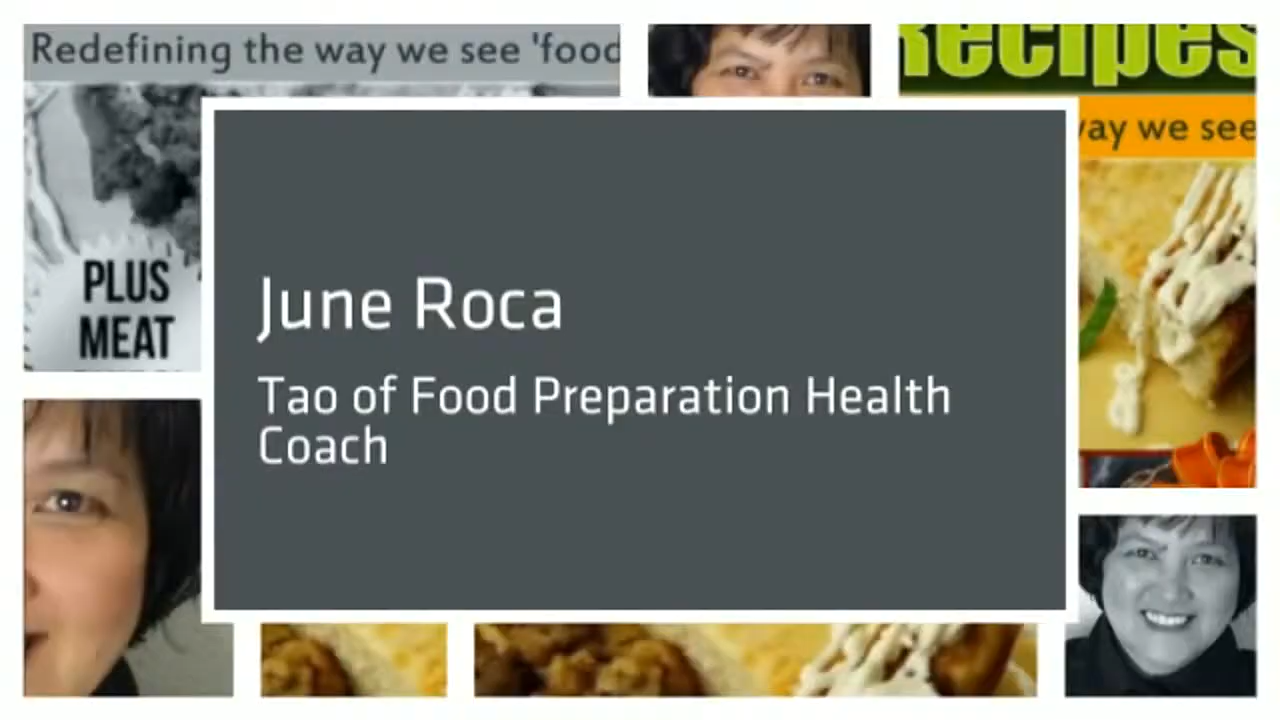 Redefining the way we see 'food
Recipes
way we see
PLUS
MEAT
June Roca
Tao of Food Preparation Health
Coach